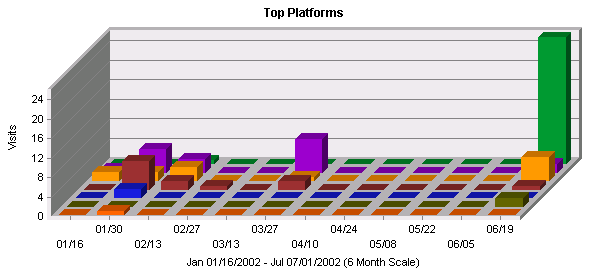 Top Platforms
Visits
24
20
16
12
8
4
0
01/30 02/27 03/27 04/24 05/22 06/19
01/16 02/13 03/13 04/10 05/08 06/05
Jan 01/16/2002 - Jul 07/01/2002 (6 Month Scale)